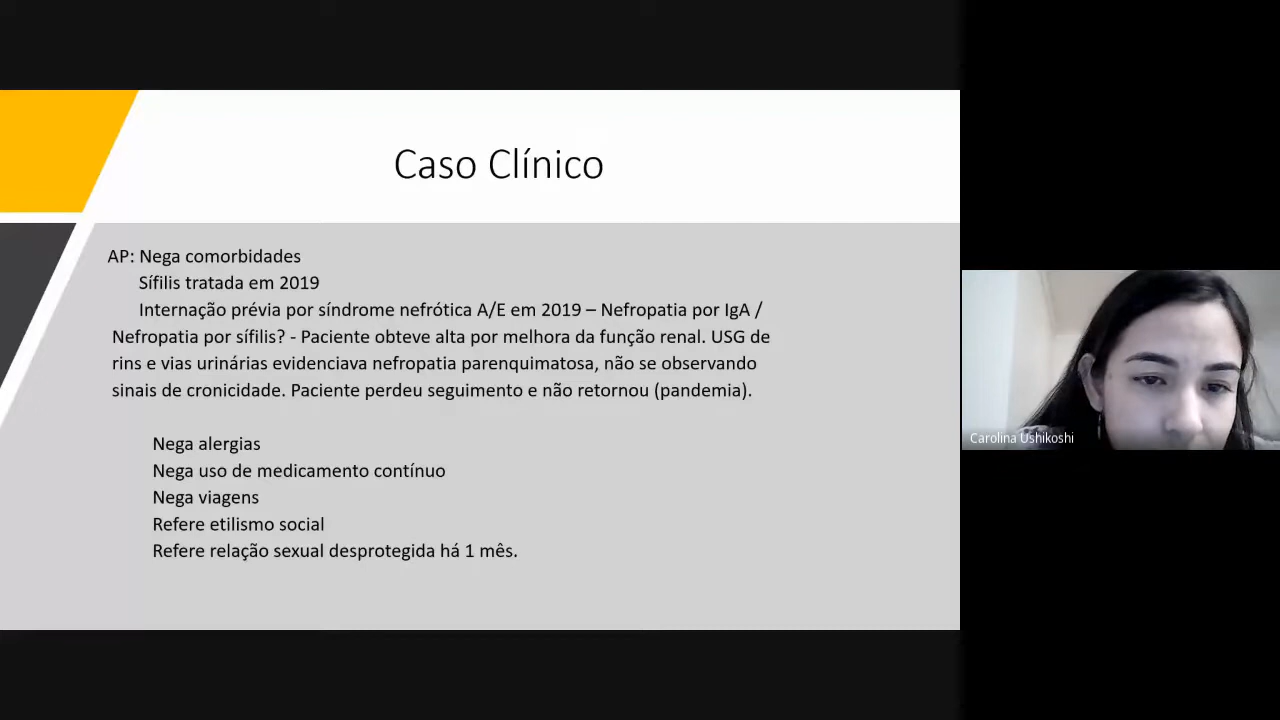 Caso Clínico
AP: Nega comorbidades
Sífilis tratada em 2019
Internação prévia por síndrome nefrótica A/E em 2019 – Nefropatia por IgA /
Nefropatia por sífilis? - Paciente obteve alta por melhora da função renal. USG de
rins e vias urinárias evidenciava nefropatia parenquimatosa, não se observando
sinais de cronicidade. Paciente perdeu seguimento e não retornou (pandemia).
Nega alergias
Nega uso de medicamento contínuo
Nega viagens
Refere etilismo social
Refere relação sexual desprotegida há 1 mês.
Carolina Ushikoshi